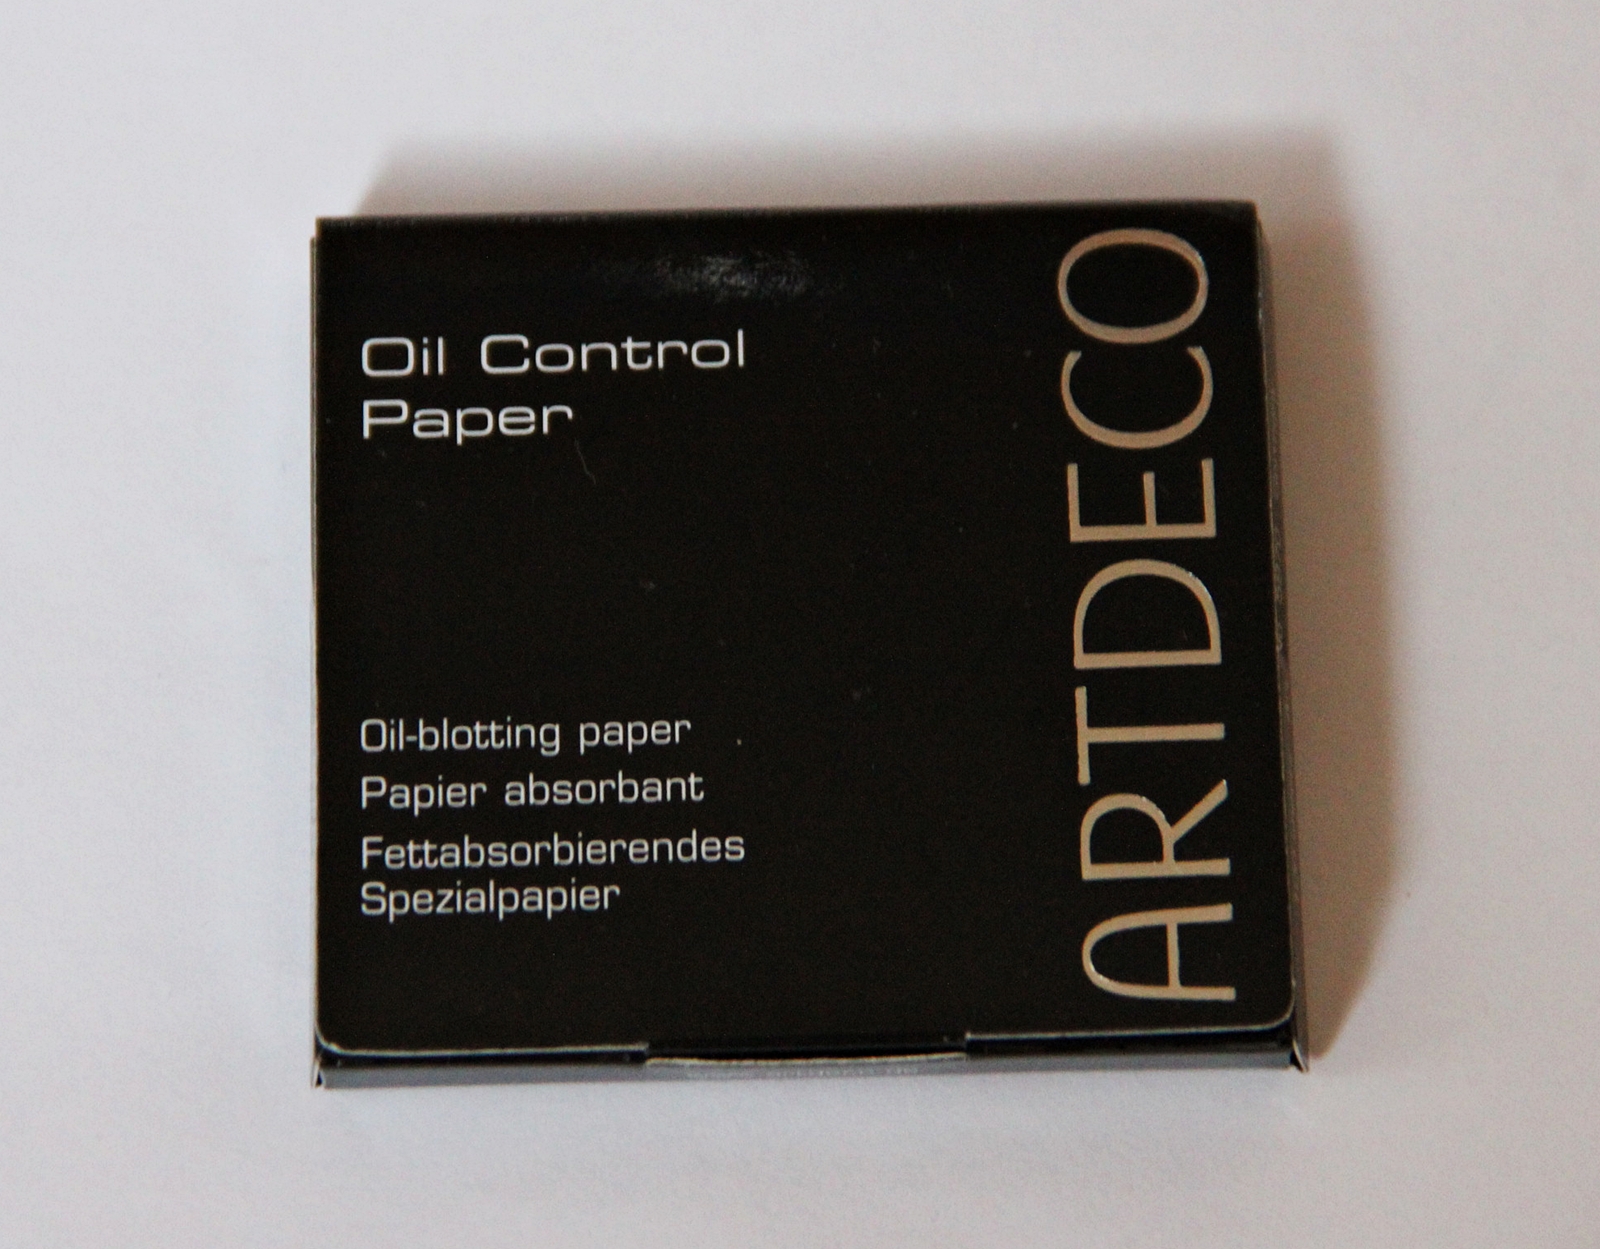 Oil Control
Paper
Oil-blotting paper
Papier absorbant
Fettabsorbierendes
Spezialpapier
ARTDECO